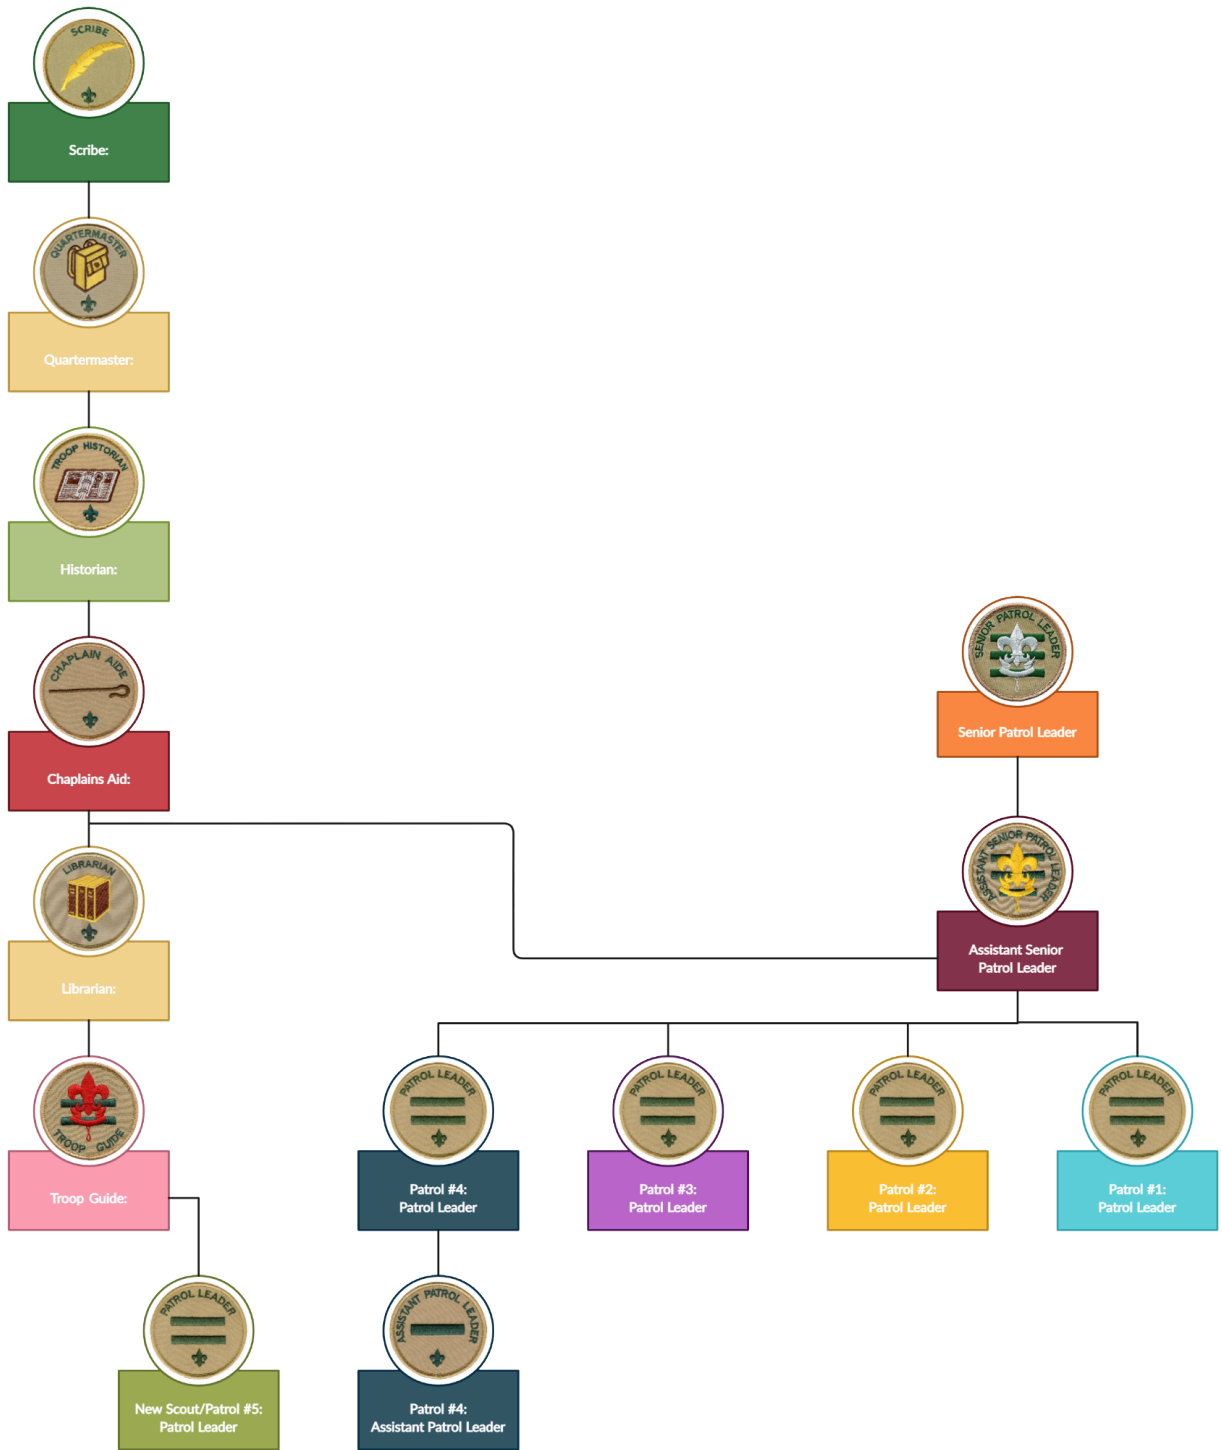 SCRIBE
Scribe:
QUARTERMASTER
Quartermaster:
TROOP HISTORIAN
Historian:
CHAPLAIN AIDE
Chaplains Aid:
SENIOR PATROL LEADER
Senior Patrol Leader
LIBRARIAN
Librarian:
ASSISTANT SENIOR PATROL LEADER
Assistant Senior
Patrol Leader
TROOP GUIDE
Troop Guide:
PATROL LEADER
Patrol #4:
Patrol Leader
PATROL LEADER
Patrol #3:
Patrol Leader
PATROL LEADER
Patrol #2:
Patrol Leader
PATROL LEADER
Patrol #1:
Patrol Leader
PATROL LEADER
New Scout/Patrol #5:
Patrol Leader
ASSISTANT PATROL LEADER
Patrol #4:
Assistant Patrol Leader